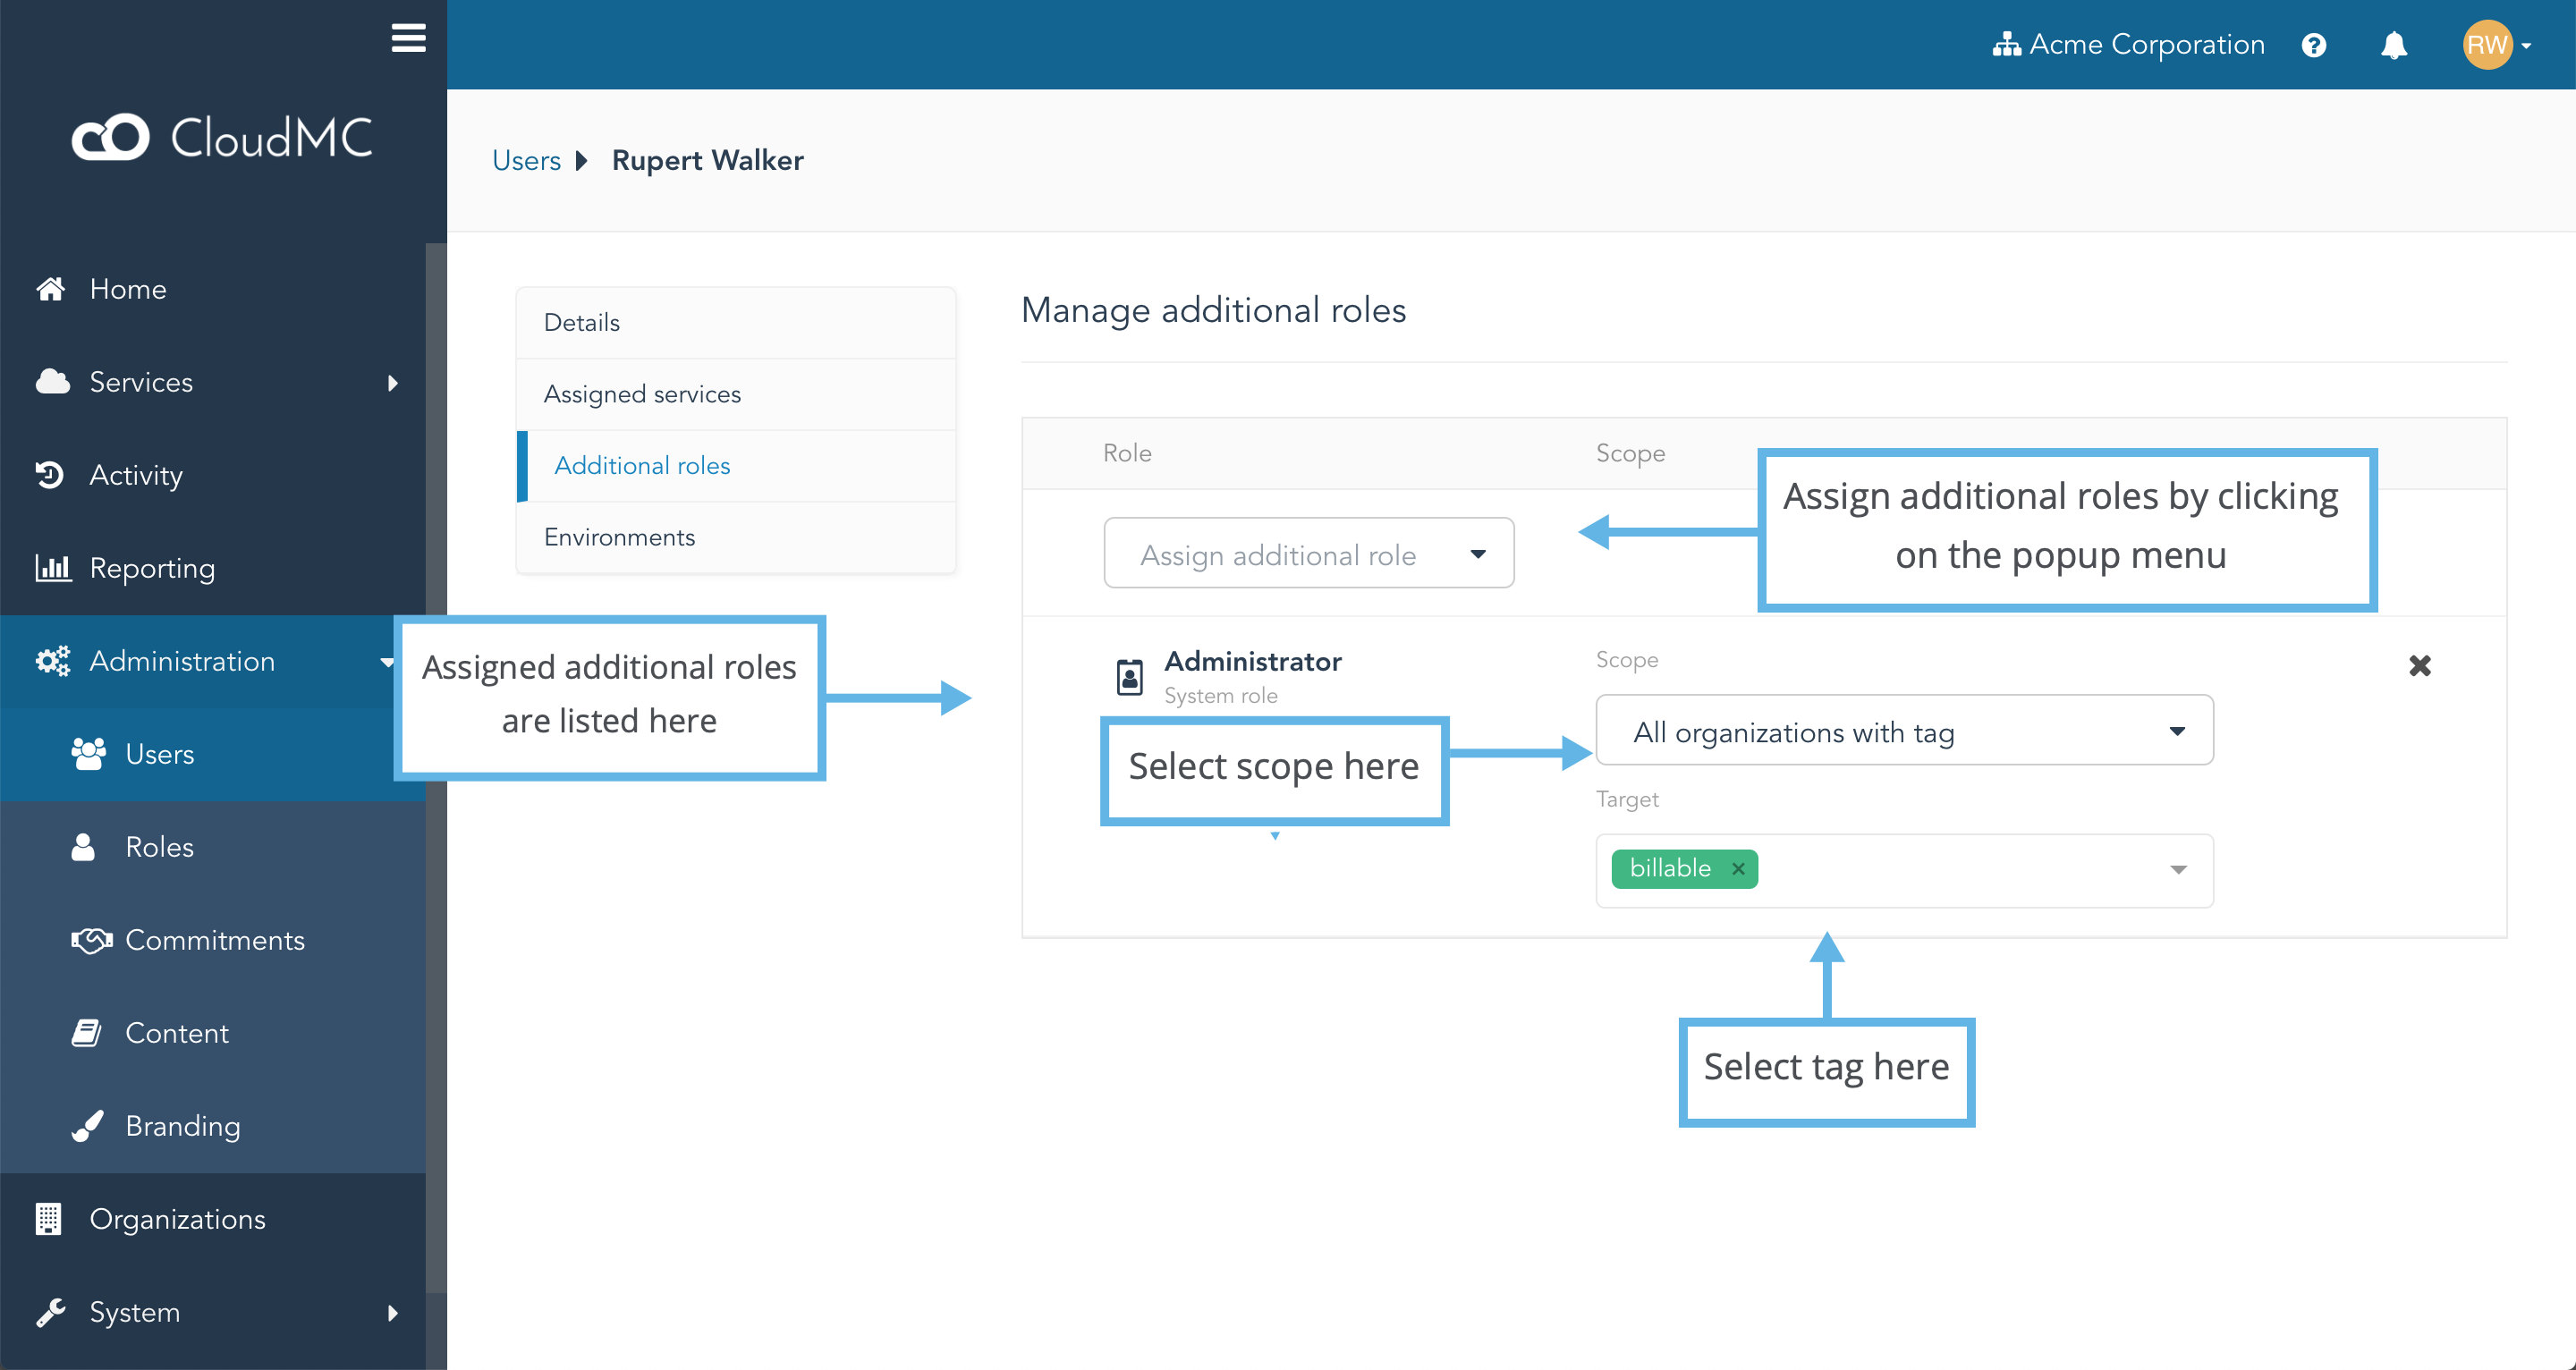 Acme Corporation
RW
CloudMC
Users
Rupert Walker
Home
Services
Activity
Reporting
Administration
Users
Roles
Commitments
Content
Branding
Organizations
System
Details
Assigned services
Additional roles
Environments
Manage additional roles
Role
Scope
Assign additional role
Assign additional roles by clicking
on the popup menu
Assigned additional roles
are listed here
Administrator
System role
Select scope here
Scope
All organizations with tag
Target
billable
Select tag here